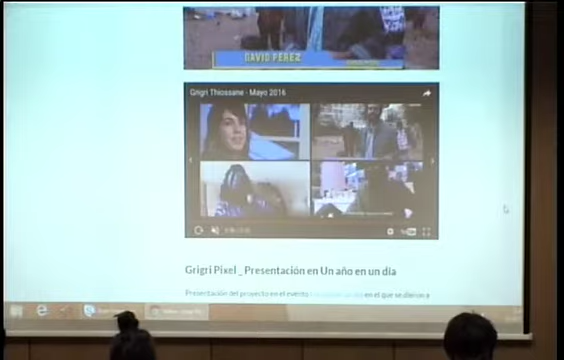 DAVID PEREZ
Grigri Thiossane - Mayo 2016
Grigri Pixel _ Presentación en Un año en un día
Presentación del proyecto en el evento en el que se dieron a